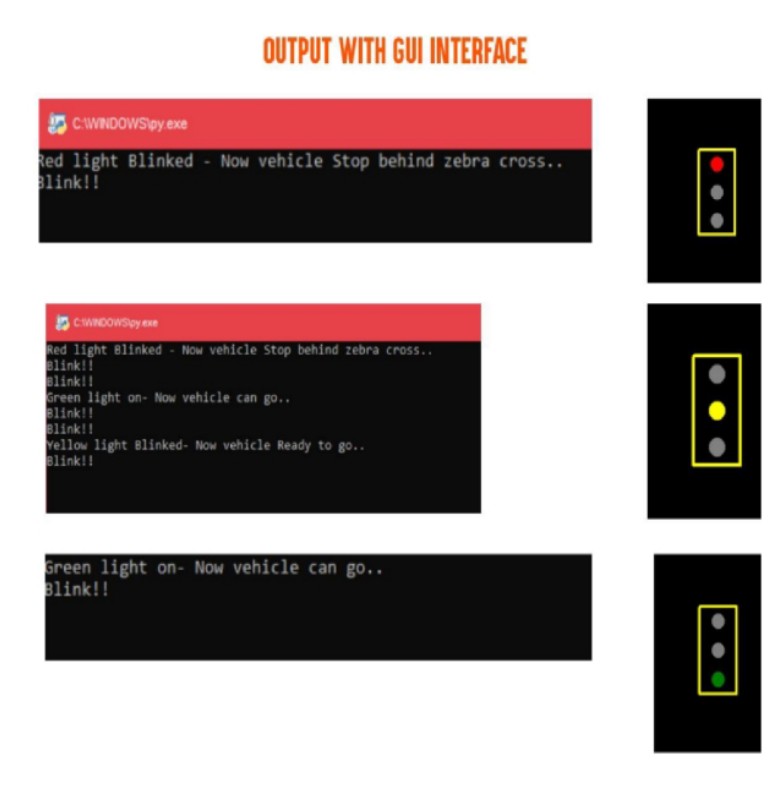 OUTPUT WITH GUI INTERFACE
C:\WINDOWS\py.exe
Red light Blinked - Now vehicle Stop behind zebra cross..
Blink!!
C:\WINDOWS\py.exe
Red light Blinked - Now vehicle Stop behind zebra cross..
Blink!!
Blink!!
Green light on- Now vehicle can go..
Blink!!
Blink!!
Yellow light Blinked- Now vehicle Ready to go..
Blink!!
Green light on- Now vehicle can go..
Blink!!